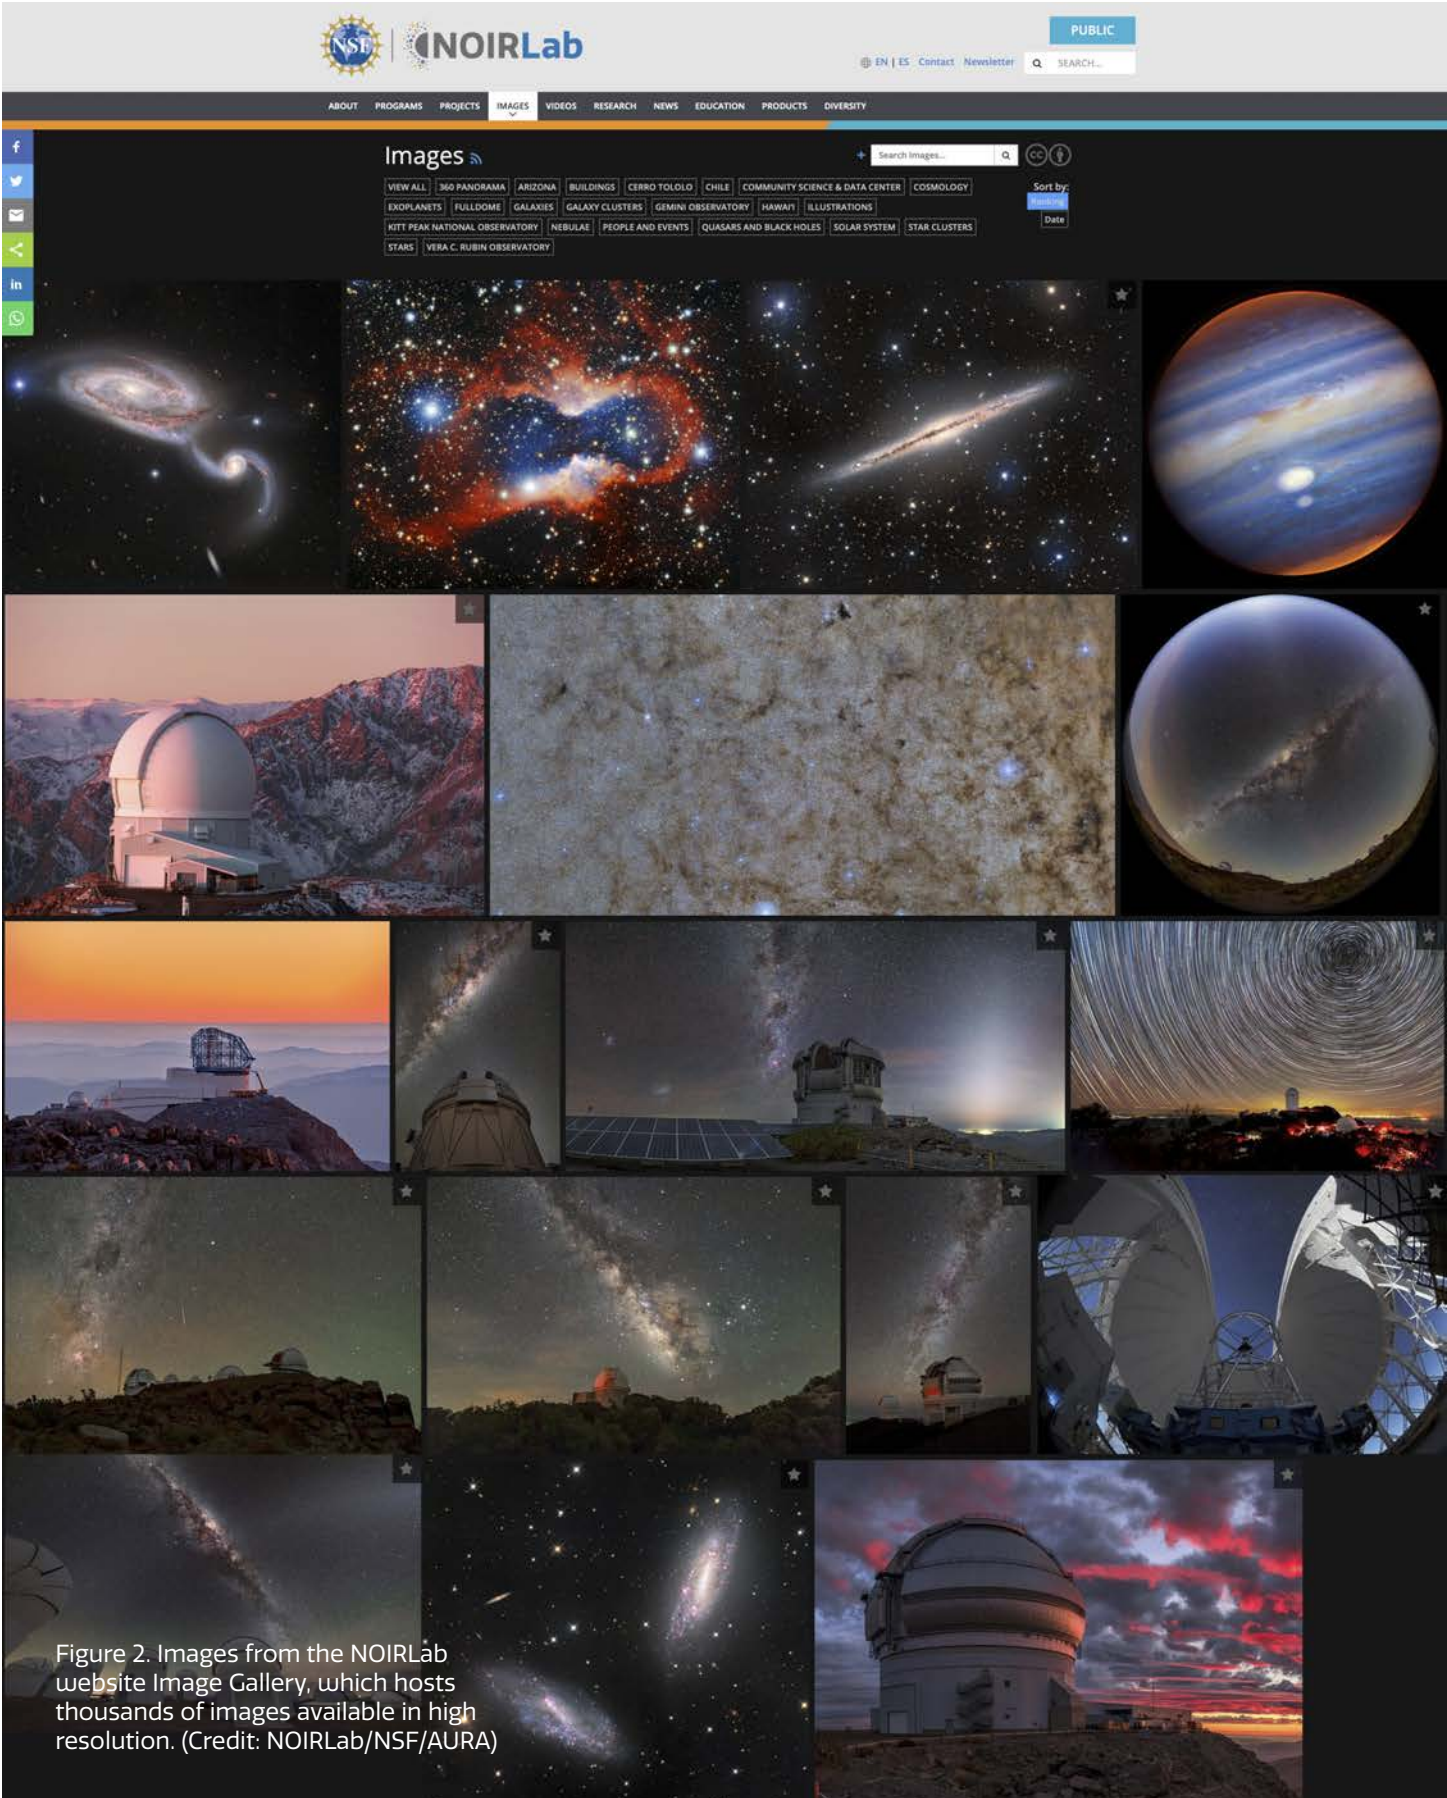 NSF
NOIRLab
PUBLIC
EN | ES Contact Newsletter
SEARCH...
ABOUT PROGRAMS PROJECTS IMAGES VIDEOS RESEARCH NEWS EDUCATION PRODUCTS DIVERSITY
Images
+ Search Images...
cc
VIEW ALL 360 PANORAMA ARIZONA BUILDINGS CERRO TOLOLO CHILE COMMUNITY SCIENCE & DATA CENTER COSMOLOGY
Sort by:
EXOPLANETS FULLDOME GALAXIES GALAXY CLUSTERS GEMINI OBSERVATORY HAWAI'I ILLUSTRATIONS
Ranking
KITT PEAK NATIONAL OBSERVATORY NEBULAE PEOPLE AND EVENTS QUASARS AND BLACK HOLES SOLAR SYSTEM STAR CLUSTERS
Date
STARS VERA C. RUBIN OBSERVATORY
f
in
Figure 2. Images from the NOIRLab
website Image Gallery, which hosts
thousands of images available in high
resolution. (Credit: NOIRLab/NSF/AURA)